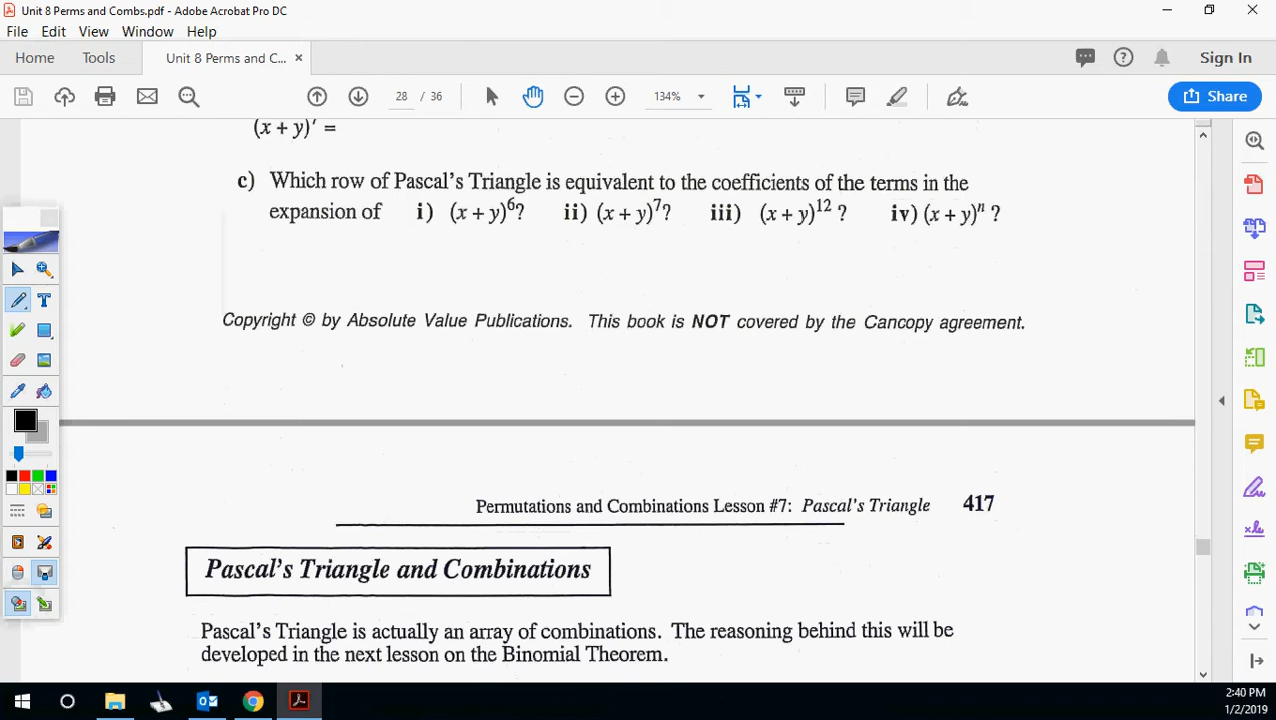 Unit 8 Perms and Combs.pdf - Adobe Acrobat Pro DC
File Edit View Window Help
Home Tools Unit 8 Perms and C... × Sign In
28 / 36 134% Share
(x + y)⁷ =
c) Which row of Pascal's Triangle is equivalent to the coefficients of the terms in the
expansion of i) (x + y)⁶? ii) (x + y)⁷? iii) (x + y)¹² ? iv) (x + y)ⁿ ?
Copyright © by Absolute Value Publications. This book is NOT covered by the Cancopy agreement.
Permutations and Combinations Lesson #7: Pascal's Triangle 417
Pascal's Triangle and Combinations
Pascal's Triangle is actually an array of combinations. The reasoning behind this will be
developed in the next lesson on the Binomial Theorem.
2:40 PM
1/2/2019